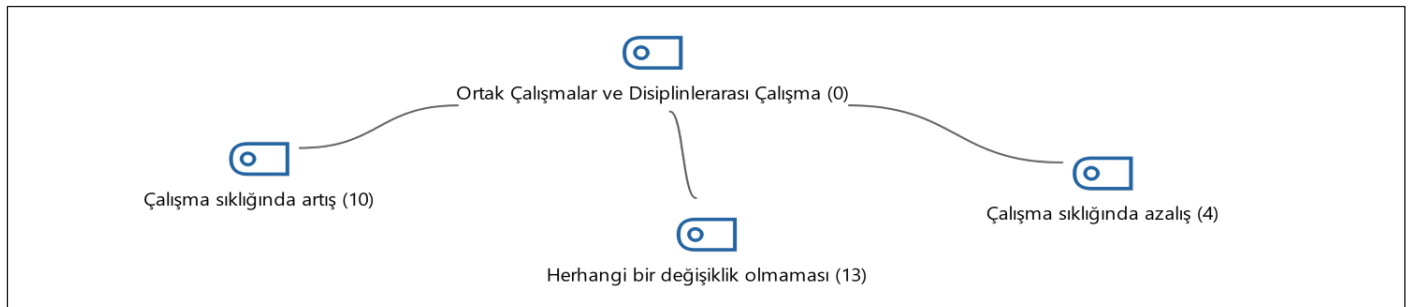 Ortak Çalışmalar ve Disiplinlerarası Çalışma (0)
Çalışma sıklığında artış (10)
Çalışma sıklığında azalış (4)
Herhangi bir değişiklik olmaması (13)